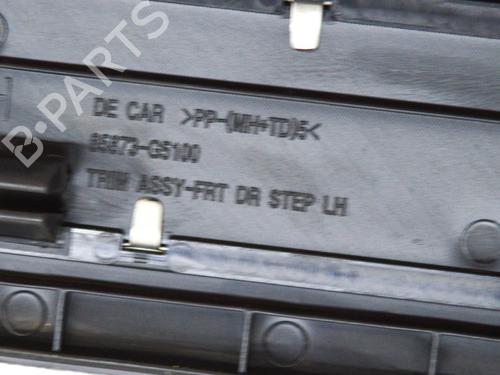 B-PARTS
H
DE CAR >PP-(MH+TD)5<
85873-G5100
TRIM ASSY-FRT DR STEP LH